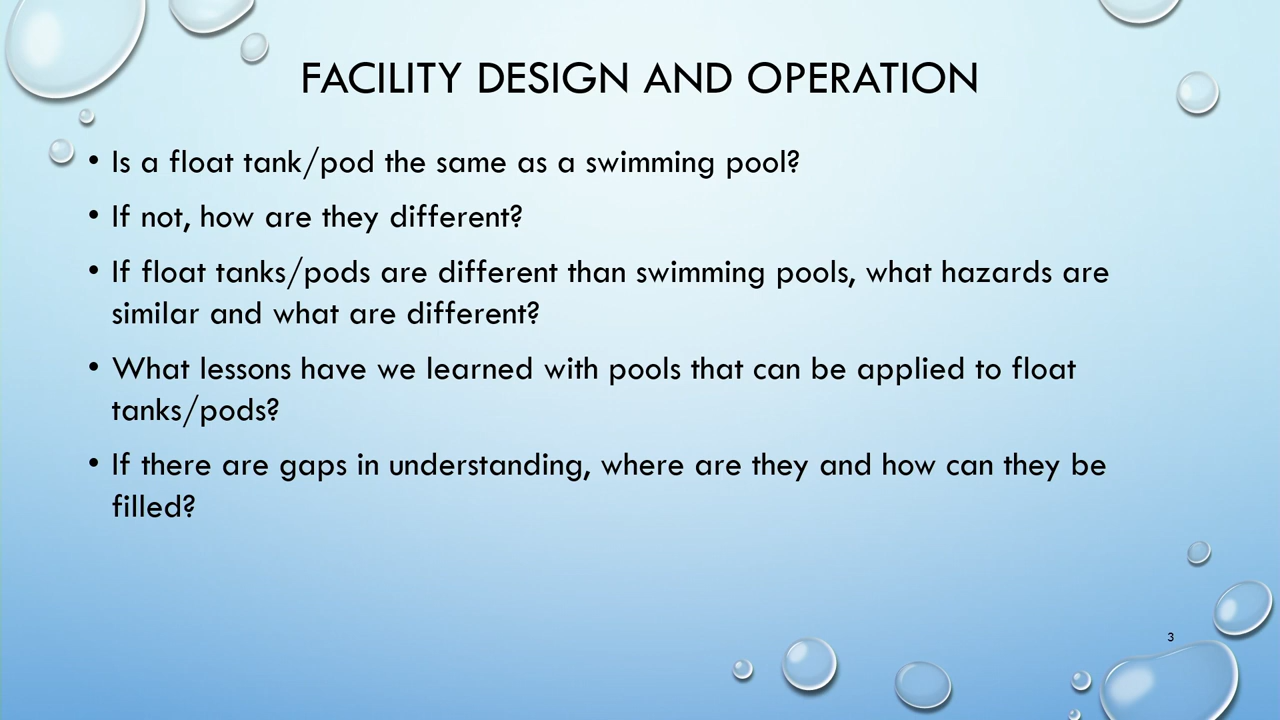 FACILITY DESIGN AND OPERATION
• Is a float tank/pod the same as a swimming pool?
• If not, how are they different?
• If float tanks/pods are different than swimming pools, what hazards are
similar and what are different?
• What lessons have we learned with pools that can be applied to float
tanks/pods?
• If there are gaps in understanding, where are they and how can they be
filled?
3